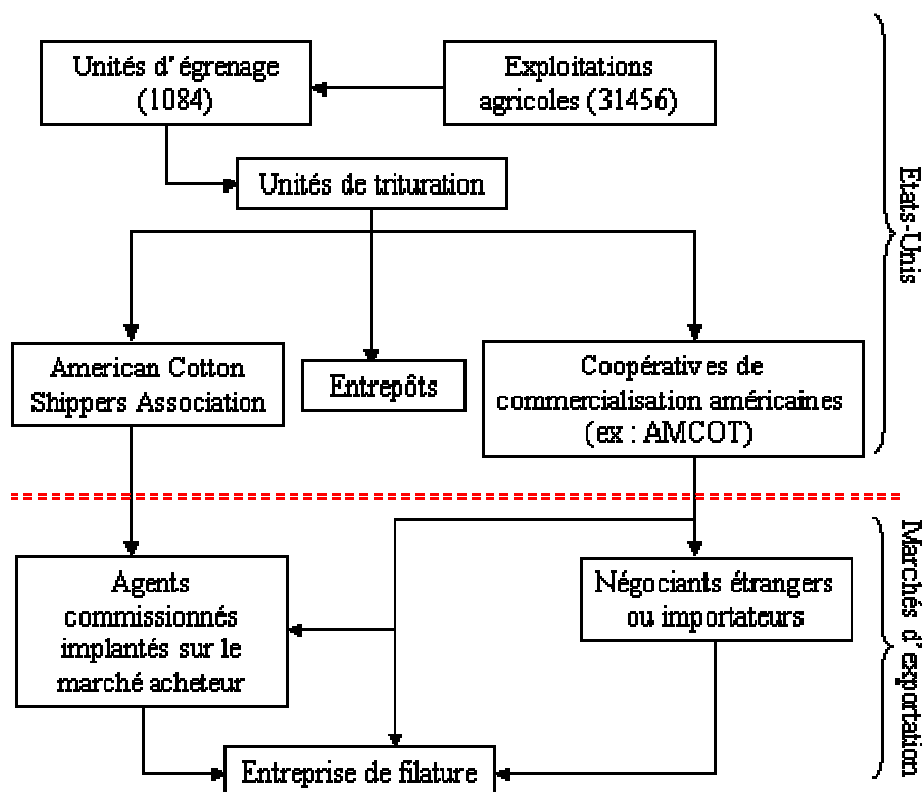 Unités d'égrenage
(1084)
Exploitations
agricoles (31456)
Unités de trituration
American Cotton
Shippers Association
Entrepôts
Coopératives de
commercialisation américaines
(ex : AMCOT)
Etats-Unis
Agents
commissionnés
implantés sur le
marché acheteur
Négociants étrangers
ou importateurs
Entreprise de filature
Marchés d'exportation